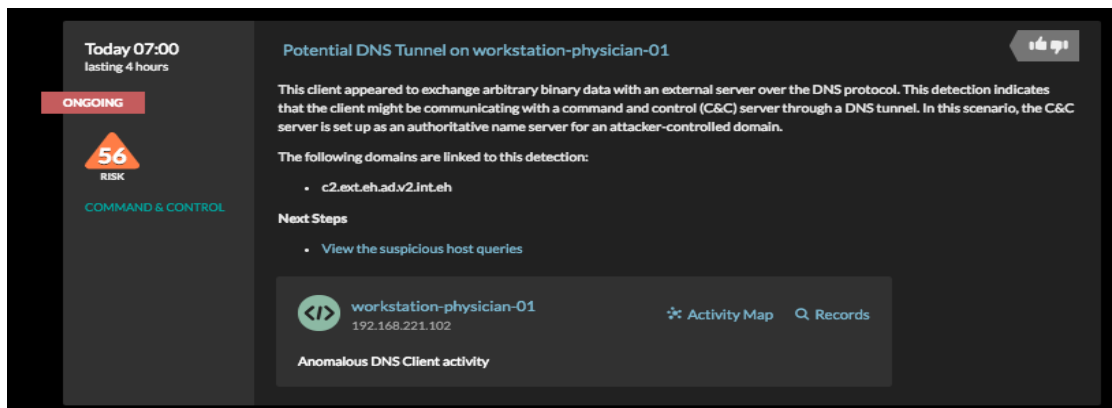 Today 07:00
lasting 4 hours
ONGOING
56
RISK
COMMAND & CONTROL
Potential DNS Tunnel on workstation-physician-01
This client appeared to exchange arbitrary binary data with an external server over the DNS protocol. This detection indicates
that the client might be communicating with a command and control (C&C) server through a DNS tunnel. In this scenario, the C&C
server is set up as an authoritative name server for an attacker-controlled domain.
The following domains are linked to this detection:
• c2.ext.eh.ad.v2.int.eh
Next Steps
• View the suspicious host queries
</> workstation-physician-01
192.168.221.102
Activity Map Records
Anomalous DNS Client activity